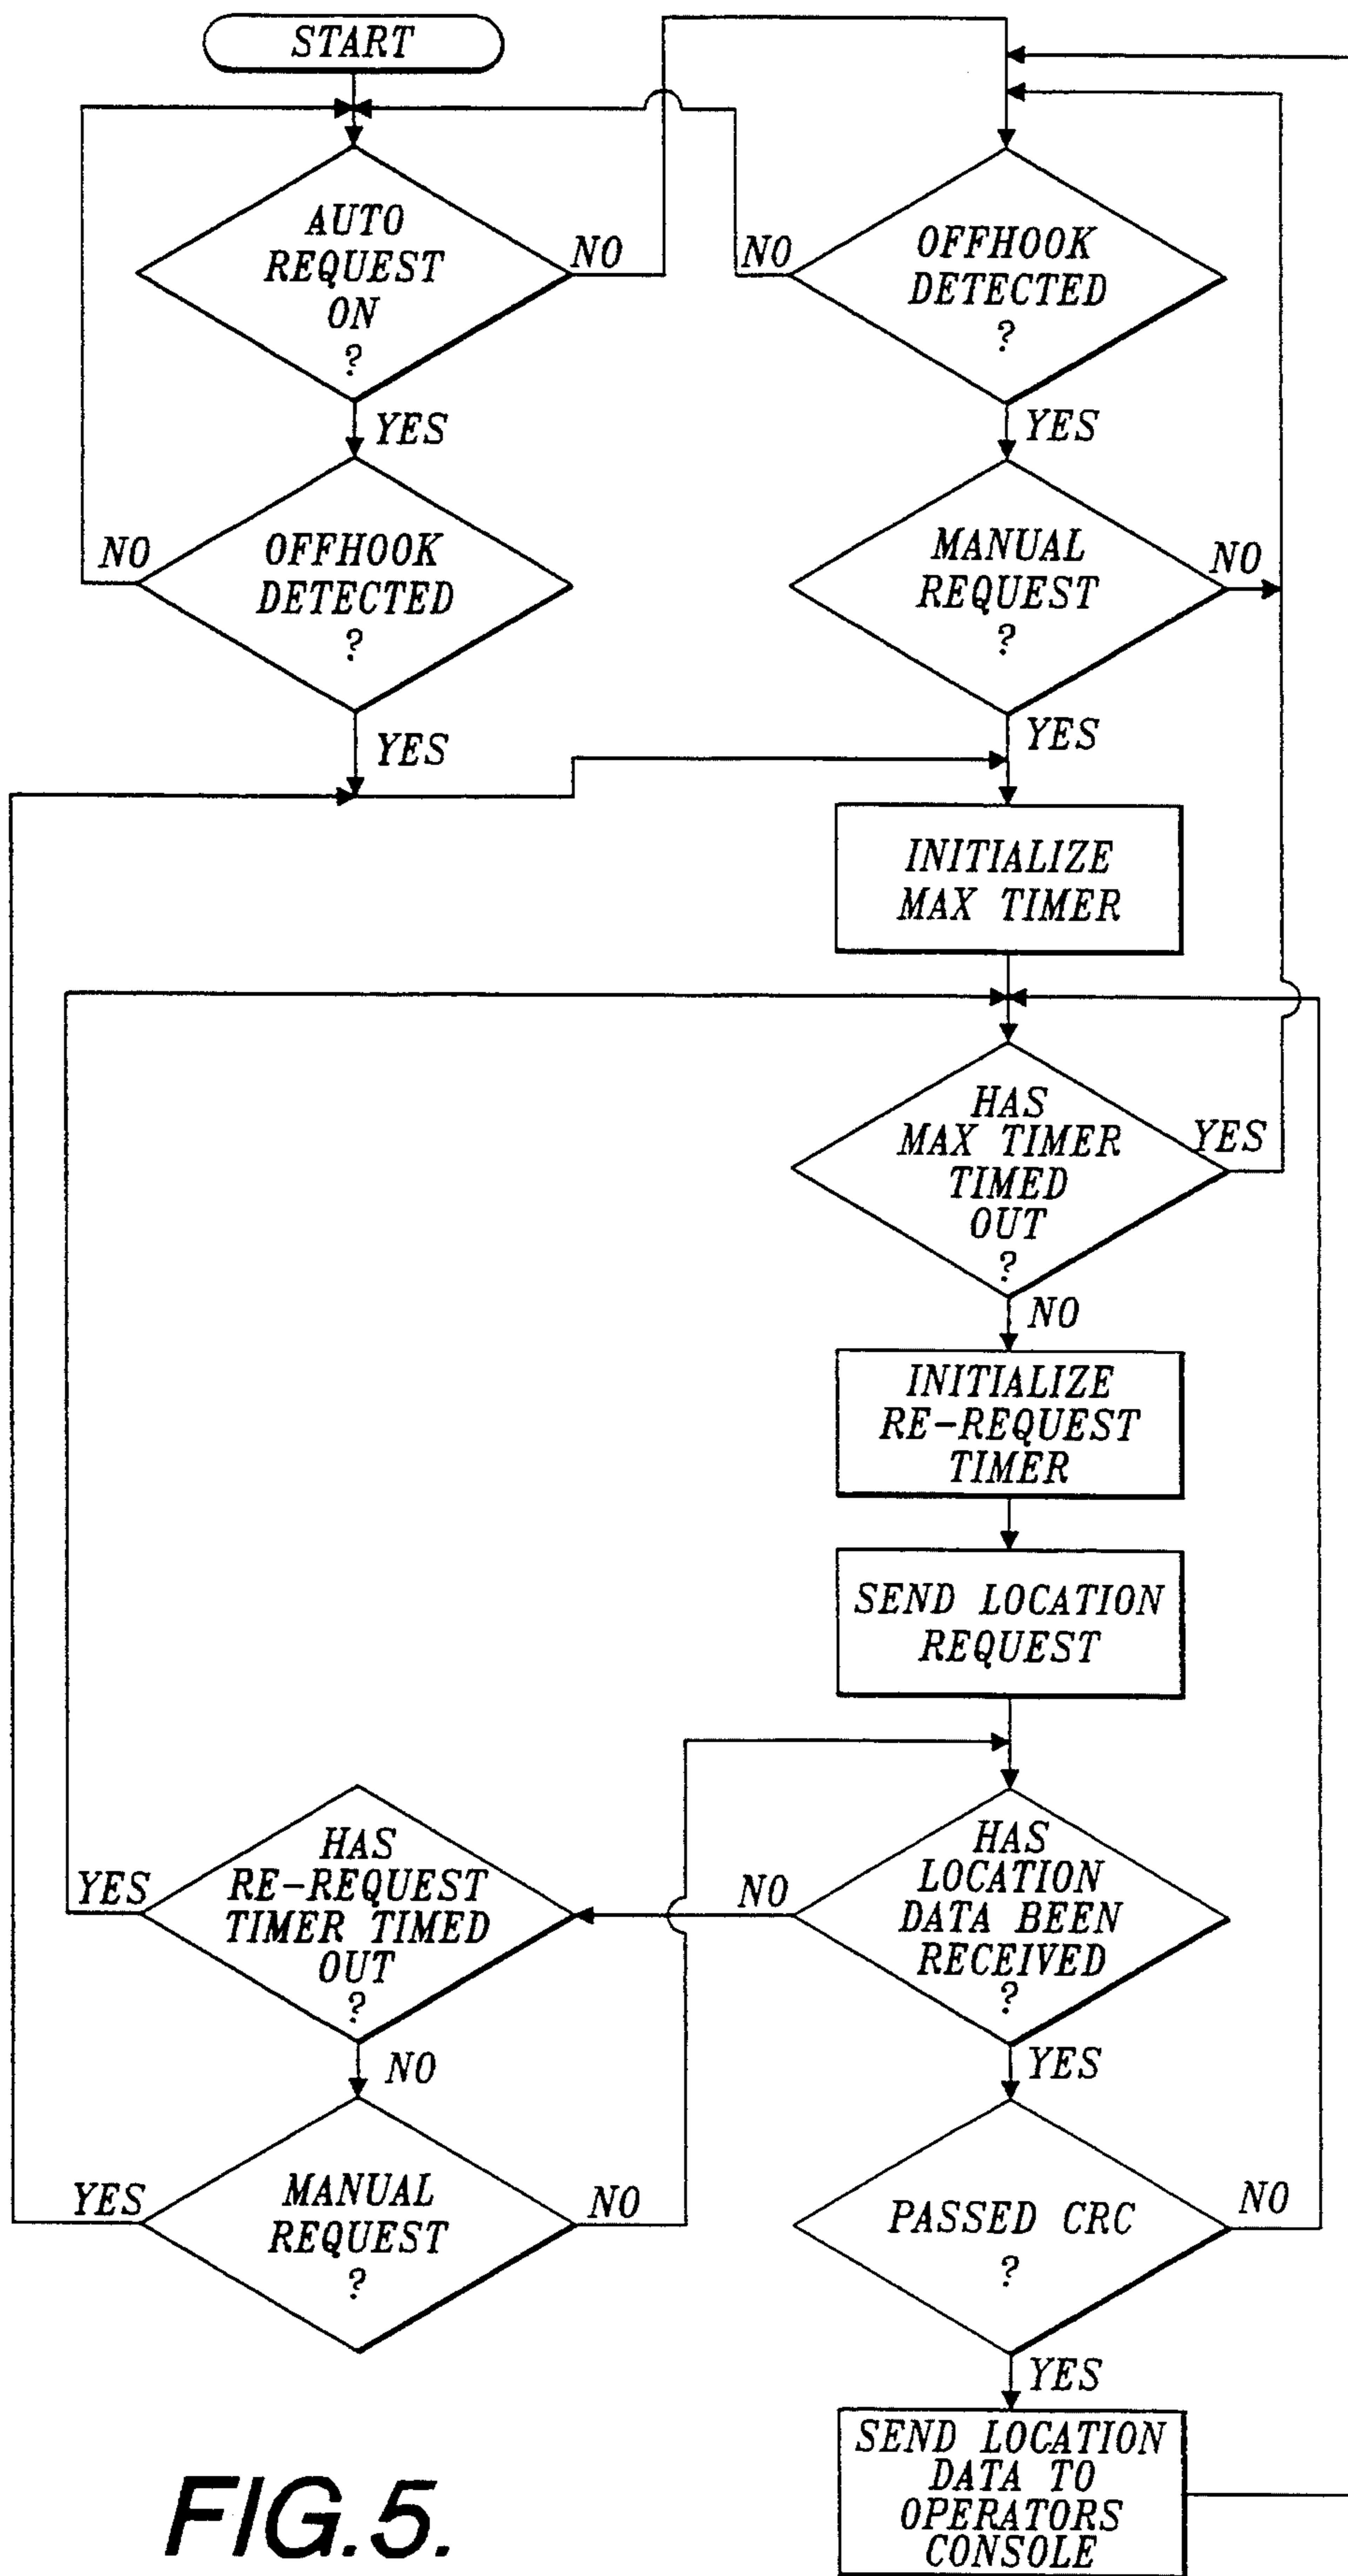 START
AUTO
REQUEST
ON
?
NO
YES
OFFHOOK
DETECTED
?
NO
YES
OFFHOOK
DETECTED
?
NO
YES
MANUAL
REQUEST
?
NO
YES
INITIALIZE
MAX TIMER
HAS
MAX TIMER
TIMED
OUT
?
YES
NO
INITIALIZE
RE-REQUEST
TIMER
SEND LOCATION
REQUEST
HAS
LOCATION
DATA BEEN
RECEIVED
?
NO
YES
HAS
RE-REQUEST
TIMER TIMED
OUT
?
YES
NO
MANUAL
REQUEST
?
YES
NO
PASSED CRC
?
NO
YES
SEND LOCATION
DATA TO
OPERATORS
CONSOLE
FIG.5.